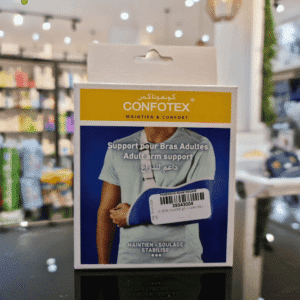 كونفوتكس
CONFOTEX
MAINTIEN & CONFORT
Support pour Bras Adultes
Adult arm support
MAINTIEN • SOULAGE
STABILISE